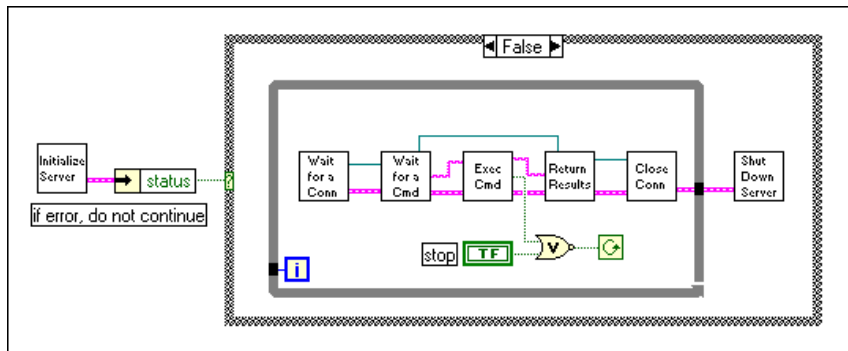 False
Initialize
Server
status
?
if error, do not continue
Wait
for a
Conn
Wait
for a
Cmd
Exec
Cmd
Return
Results
Close
Conn
Shut
Down
Server
stop
TF
V
i